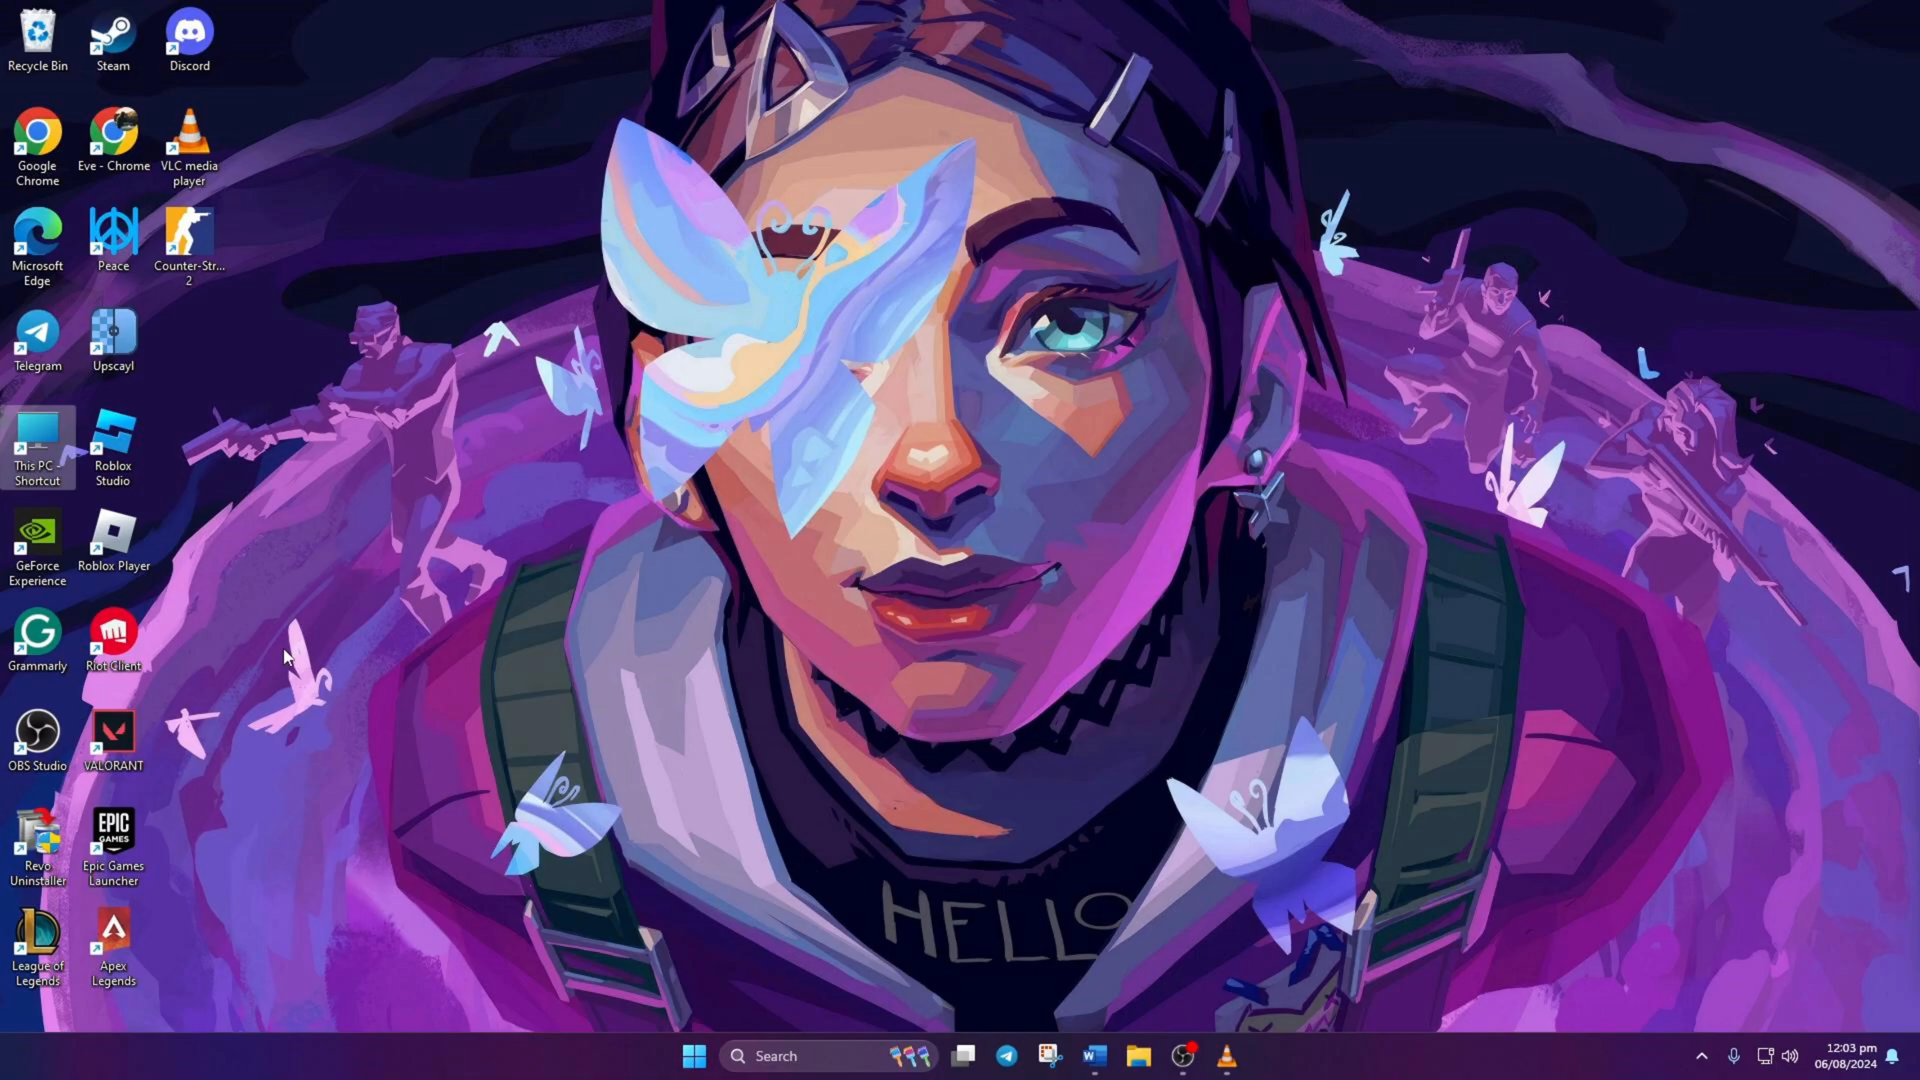 Recycle Bin
Steam
Discord
Google
Chrome
Eve - Chrome
VLC media
player
Microsoft
Edge
Peace
Counter-Str...
2
Telegram
Upscayl
This PC -
Shortcut
Roblox
Studio
GeForce
Experience
Roblox Player
Grammarly
Riot Client
OBS Studio
VALORANT
Revo
Uninstaller
EPIC
GAMES
Epic Games
Launcher
League of
Legends
Apex
Legends
HELLO
Search
12:03 pm
06/08/2024